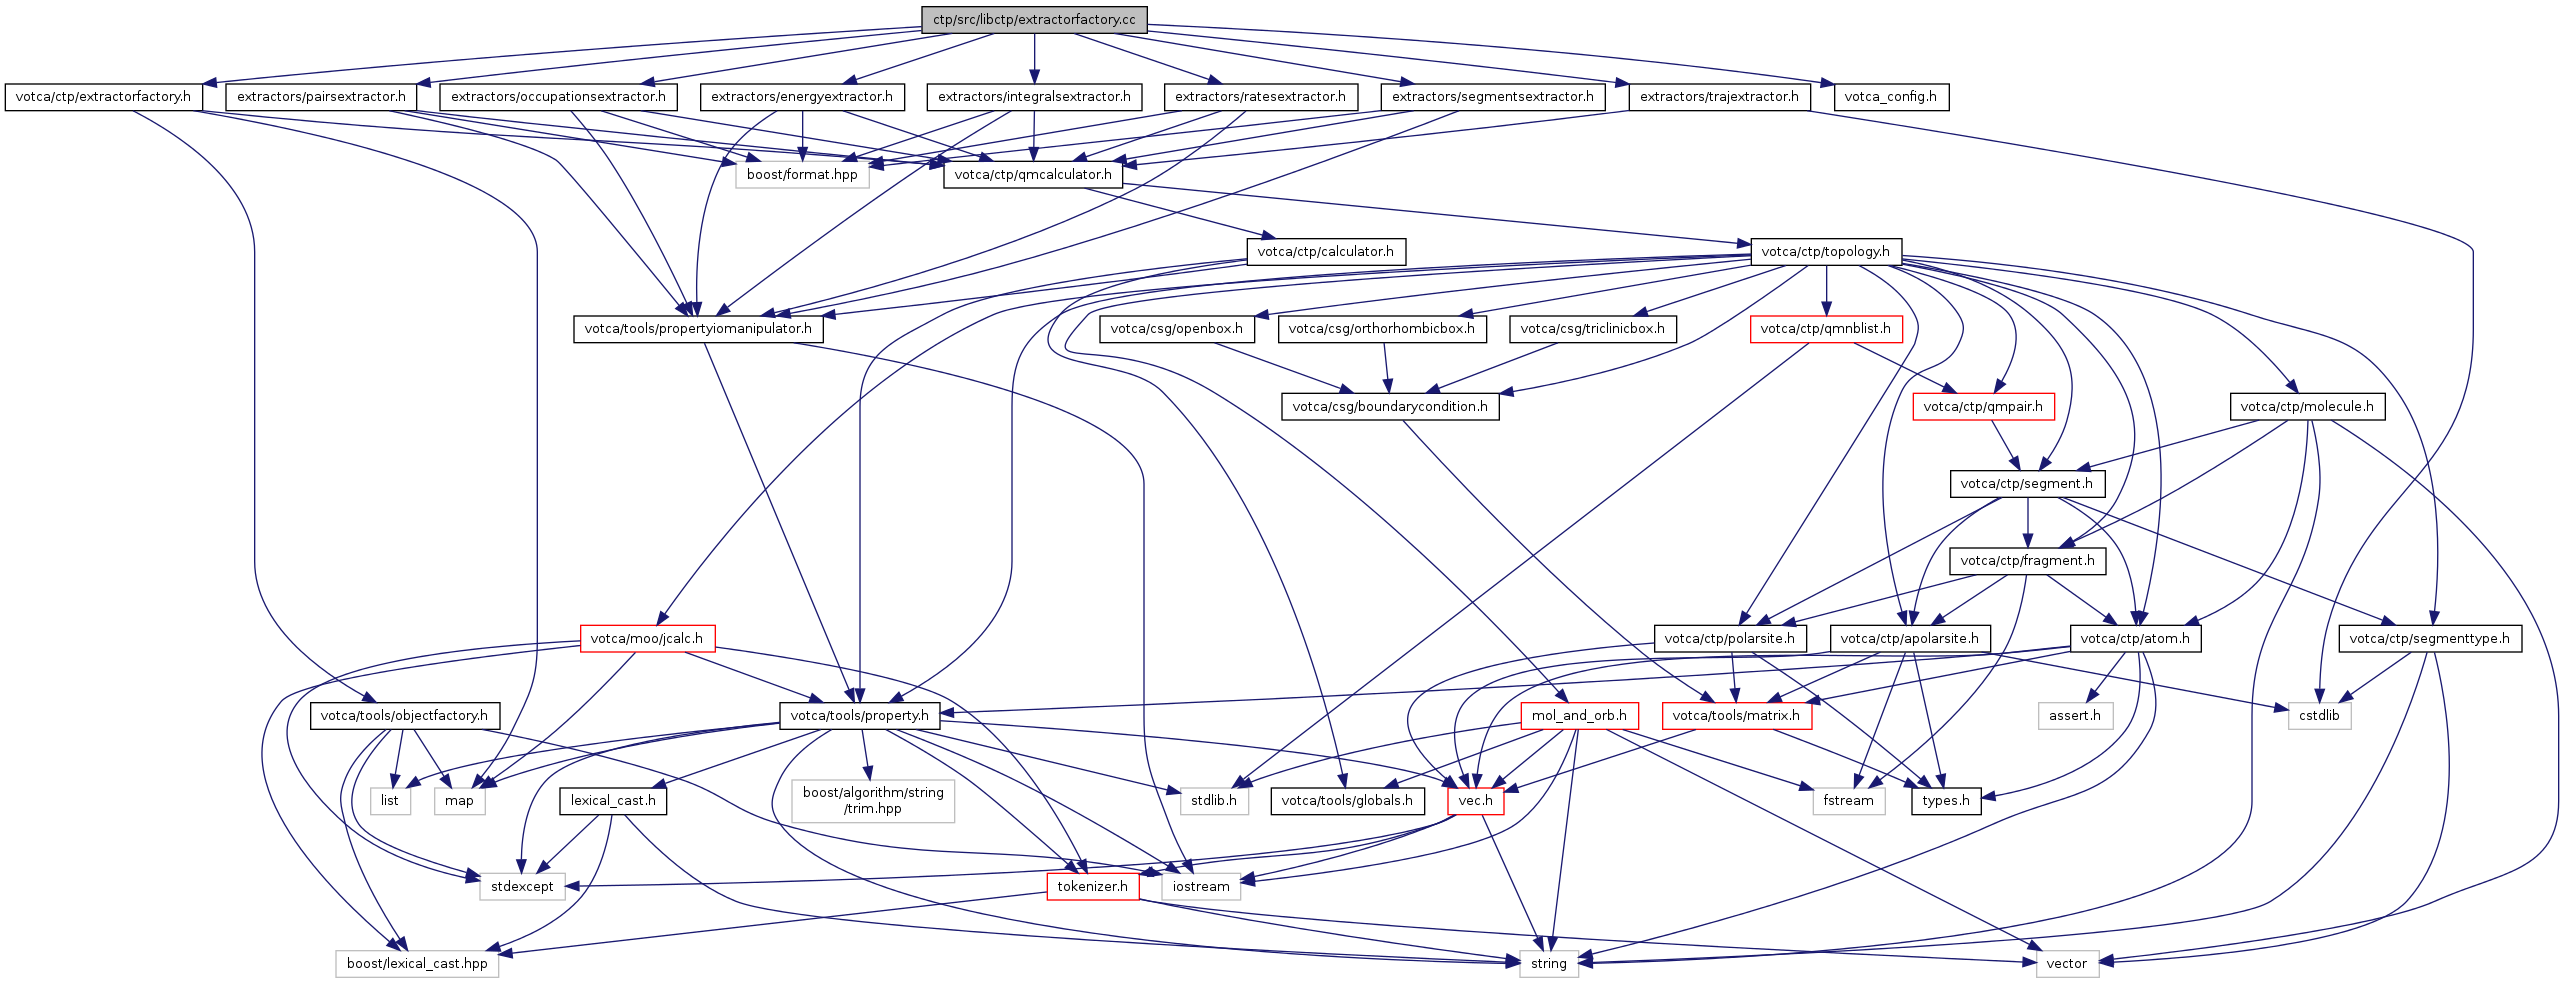 ctp/src/libctp/extractorfactory.cc
votca/ctp/extractorfactory.h
extractors/pairsextractor.h
extractors/occupationsextractor.h
extractors/energyextractor.h
extractors/integralsextractor.h
extractors/ratesextractor.h
extractors/segmentsextractor.h
extractors/trajextractor.h
votca_config.h
boost/format.hpp
votca/ctp/qmcalculator.h
votca/ctp/calculator.h
votca/ctp/topology.h
votca/tools/propertyiomanipulator.h
votca/csg/openbox.h
votca/csg/orthorhombicbox.h
votca/csg/triclinicbox.h
votca/ctp/qmnblist.h
votca/csg/boundarycondition.h
votca/ctp/qmpair.h
votca/ctp/molecule.h
votca/ctp/segment.h
votca/ctp/fragment.h
votca/moo/jcalc.h
votca/ctp/polarsite.h
votca/ctp/apolarsite.h
votca/ctp/atom.h
votca/ctp/segmenttype.h
votca/tools/objectfactory.h
votca/tools/property.h
mol_and_orb.h
votca/tools/matrix.h
assert.h
cstdlib
list
map
lexical_cast.h
boost/algorithm/string
/trim.hpp
stdlib.h
votca/tools/globals.h
vec.h
fstream
types.h
stdexcept
tokenizer.h
iostream
boost/lexical_cast.hpp
string
vector